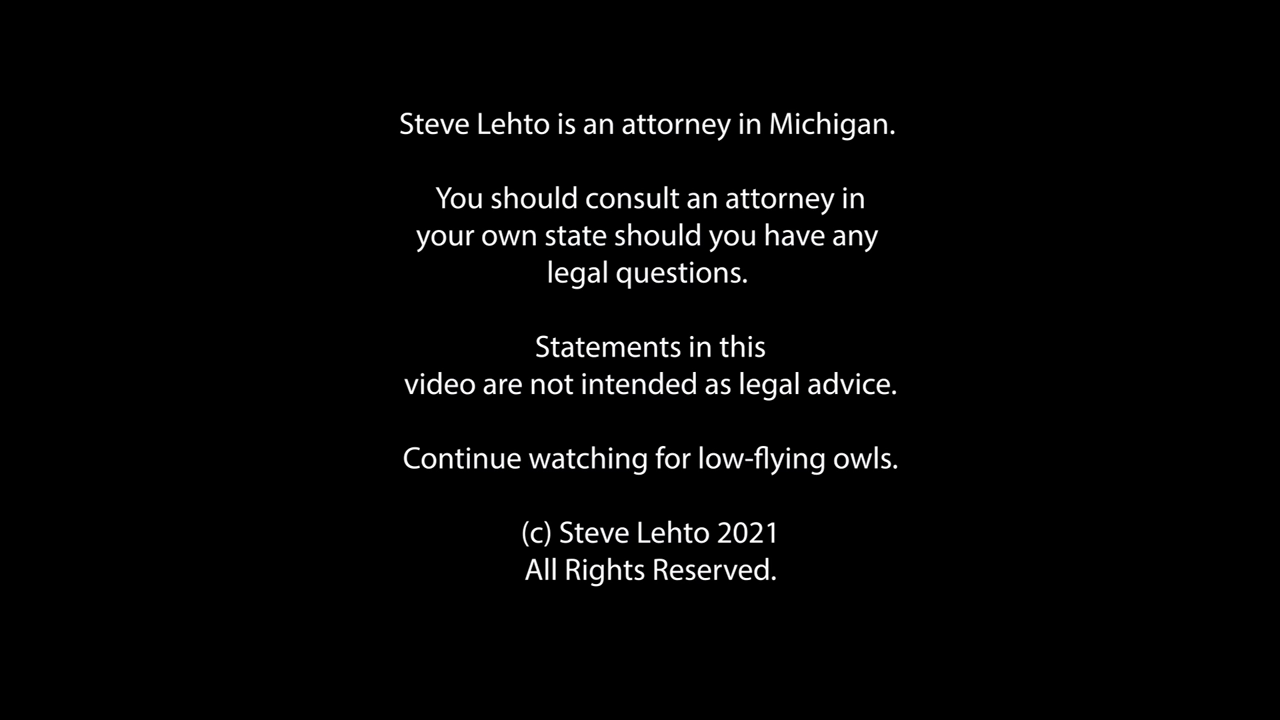 Steve Lehto is an attorney in Michigan.
You should consult an attorney in
your own state should you have any
legal questions.
Statements in this
video are not intended as legal advice.
Continue watching for low-flying owls.
(c) Steve Lehto 2021
All Rights Reserved.